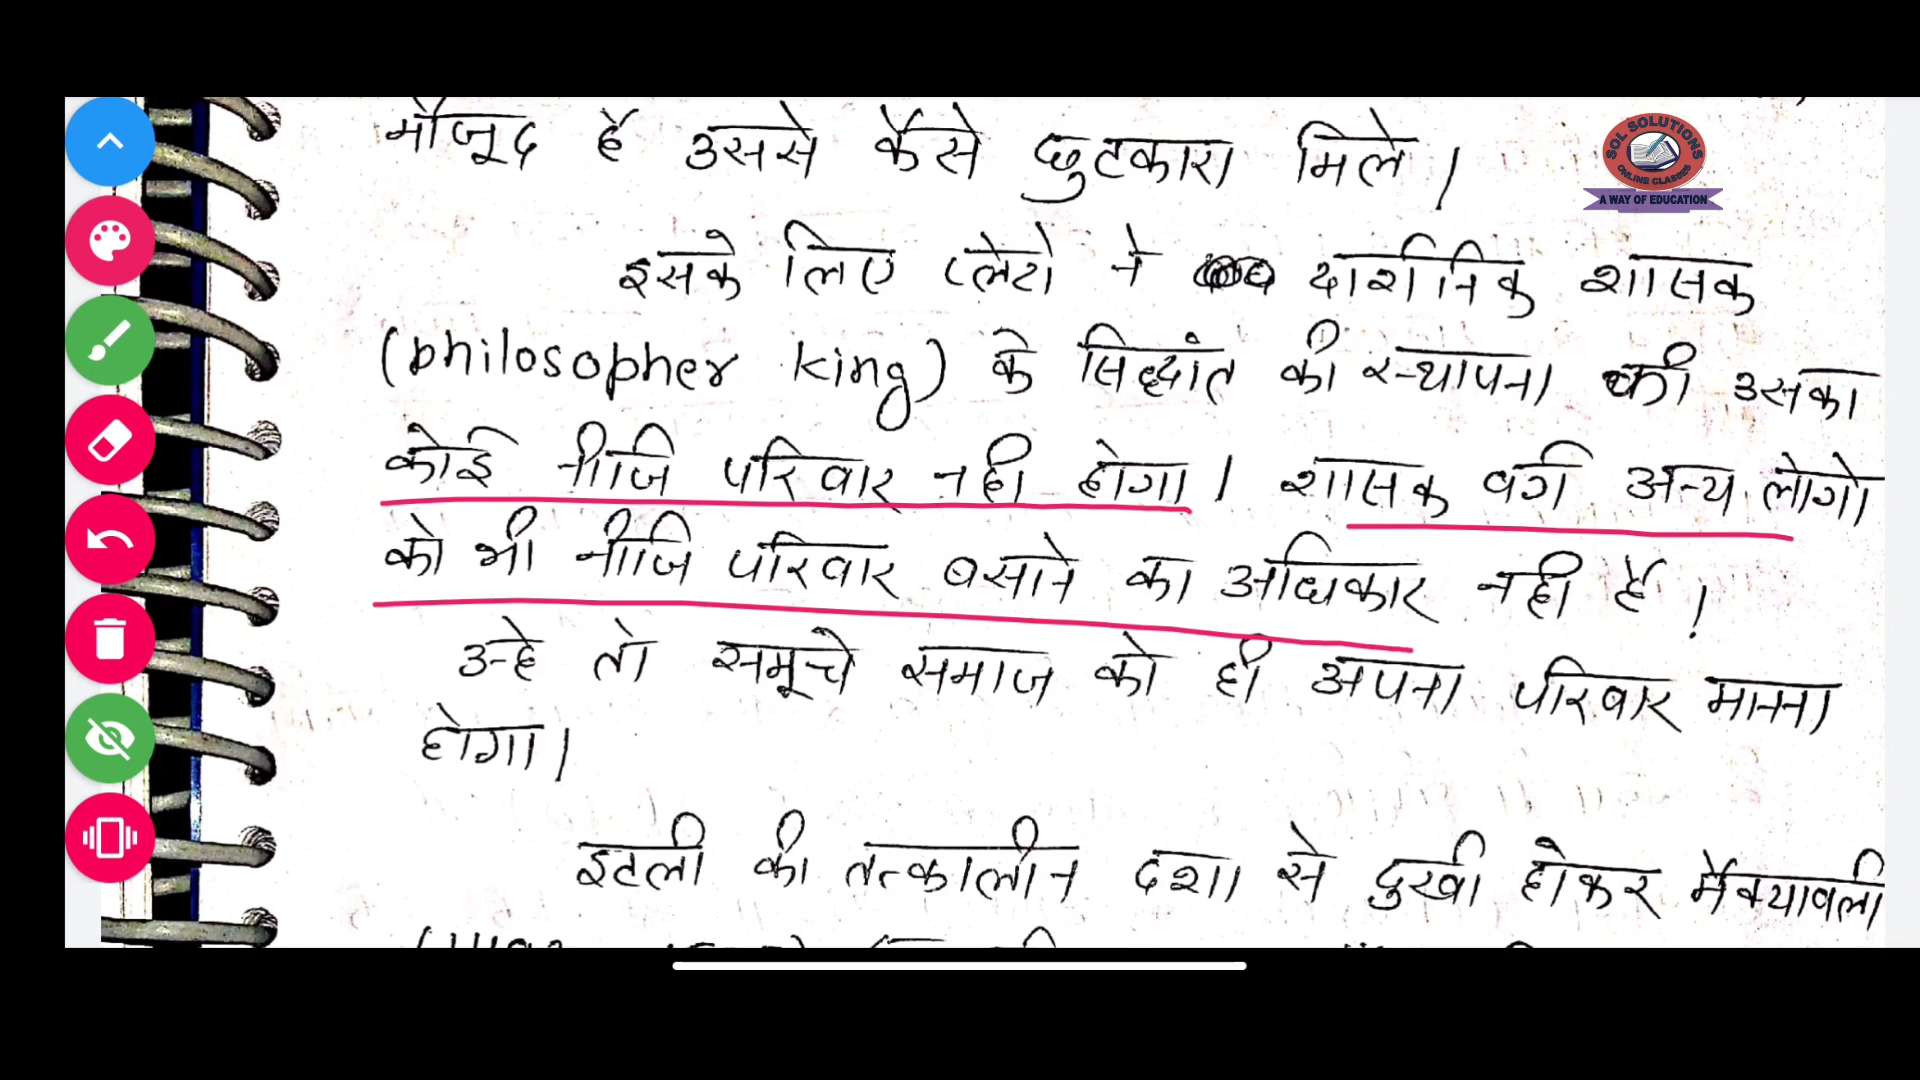 मौजूद है उससे कैसे छुटकारा मिले।
SOL SOLUTIONS
ONLINE CLASSES
A WAY OF EDUCATION
इसके लिए प्लेटो ने दार्शनिक शासक
(philosopher king) के सिद्धांत की स्थापना की उसका
कोई नीजि परिवार नही होगा। शासक वर्ग अन्य लोगो
को भी नीजि परिवार बसाने का अधिकार नही है।
उन्हे तो समूचे समाज को ही अपना परिवार मानना
होगा।
इटली की तत्कालीन दशा से दुखी होकर मैक्यावली